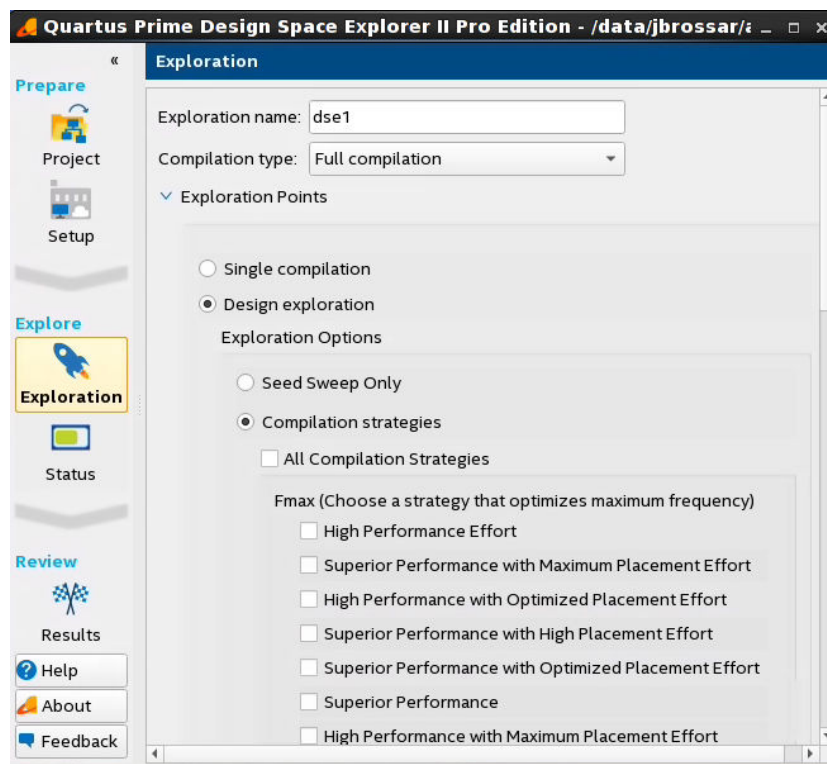 Quartus Prime Design Space Explorer II Pro Edition - /data/jbrossar/
«
Prepare
Project
Setup
Explore
Exploration
Status
Review
Results
Help
About
Feedback
Exploration
Exploration name: dse1
Compilation type: Full compilation
Exploration Points
Single compilation
Design exploration
Exploration Options
Seed Sweep Only
Compilation strategies
All Compilation Strategies
Fmax (Choose a strategy that optimizes maximum frequency)
High Performance Effort
Superior Performance with Maximum Placement Effort
High Performance with Optimized Placement Effort
Superior Performance with High Placement Effort
Superior Performance with Optimized Placement Effort
Superior Performance
High Performance with Maximum Placement Effort